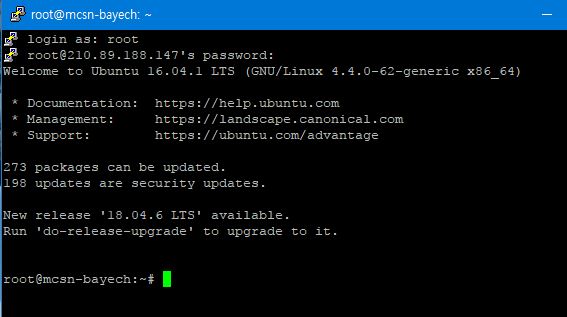 root@mcsn-bayech: ~
login as: root
root@210.89.188.147's password:
Welcome to Ubuntu 16.04.1 LTS (GNU/Linux 4.4.0-62-generic x86_64)
* Documentation:  https://help.ubuntu.com
* Management:     https://landscape.canonical.com
* Support:        https://ubuntu.com/advantage
273 packages can be updated.
198 updates are security updates.
New release '18.04.6 LTS' available.
Run 'do-release-upgrade' to upgrade to it.
root@mcsn-bayech:~#